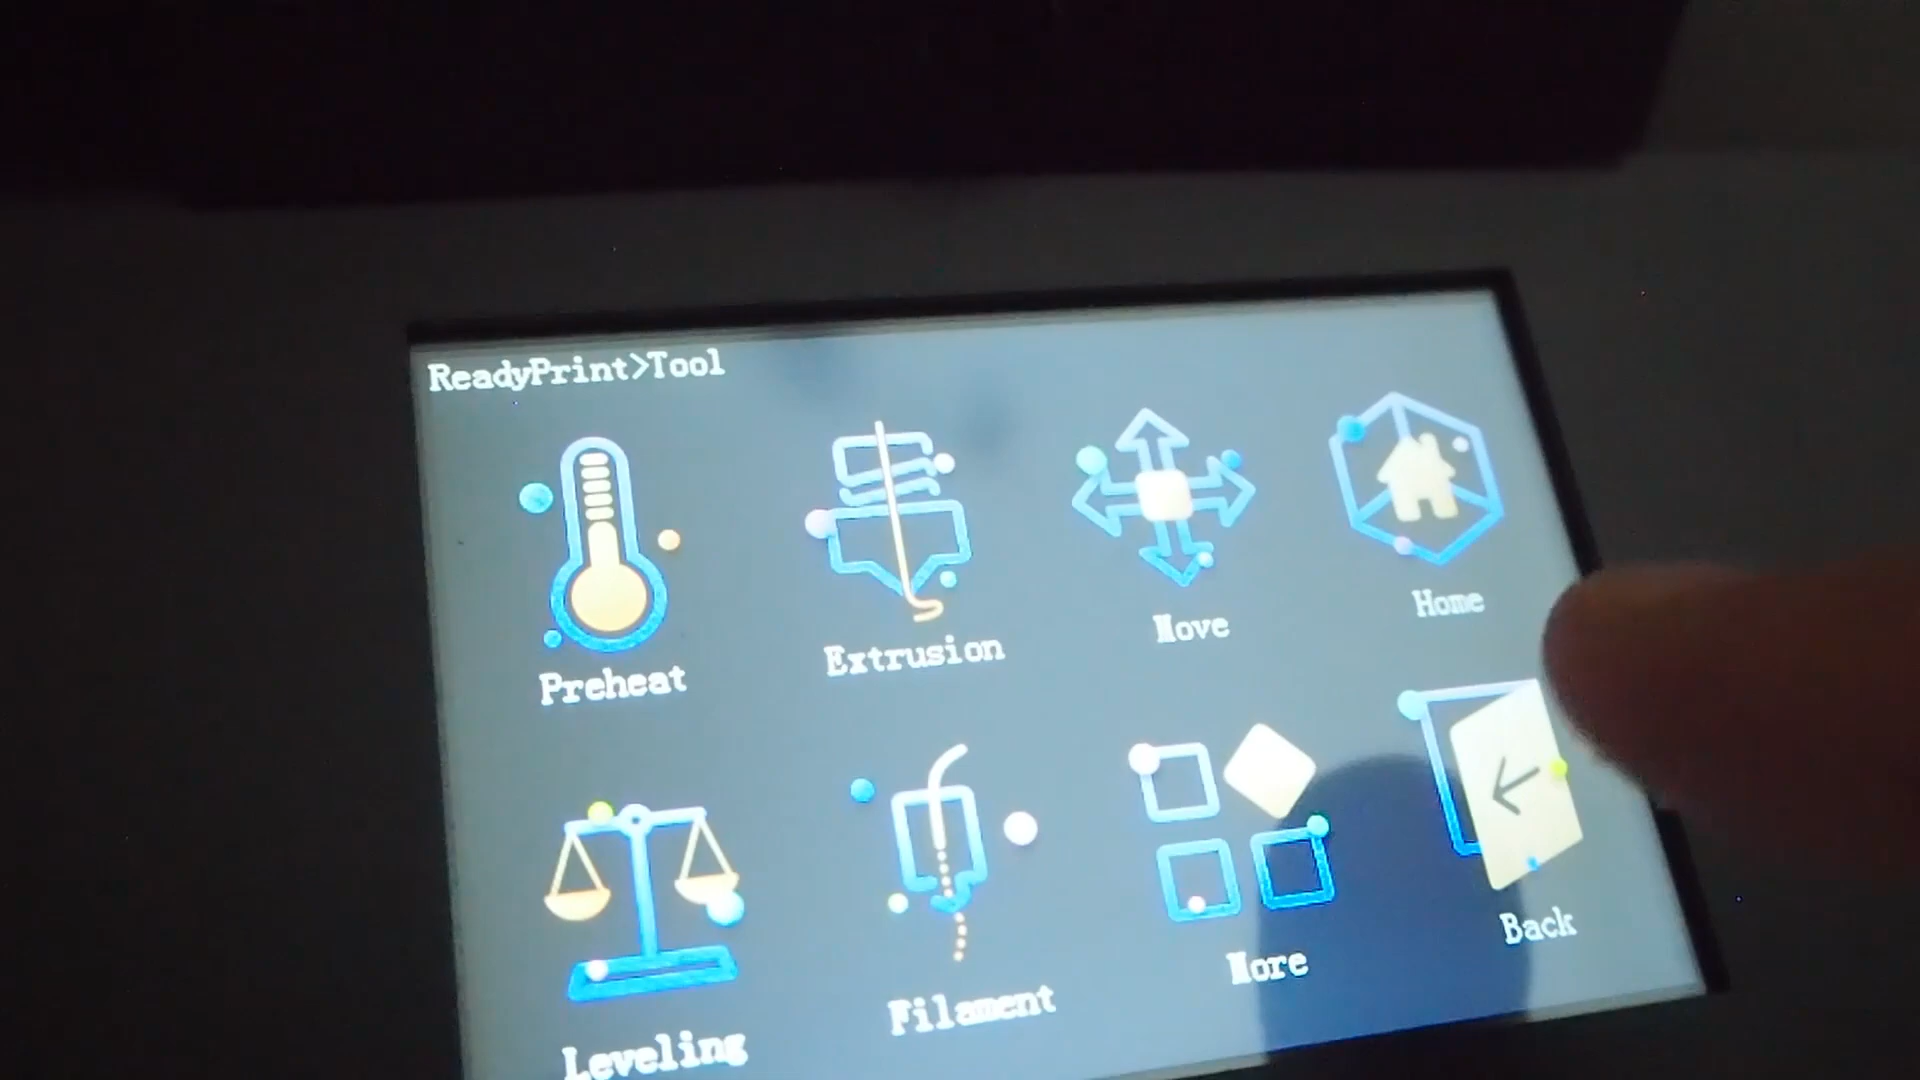 ReadyPrint>Tool
Preheat
Extrusion
Move
Home
Leveling
Filament
More
Back